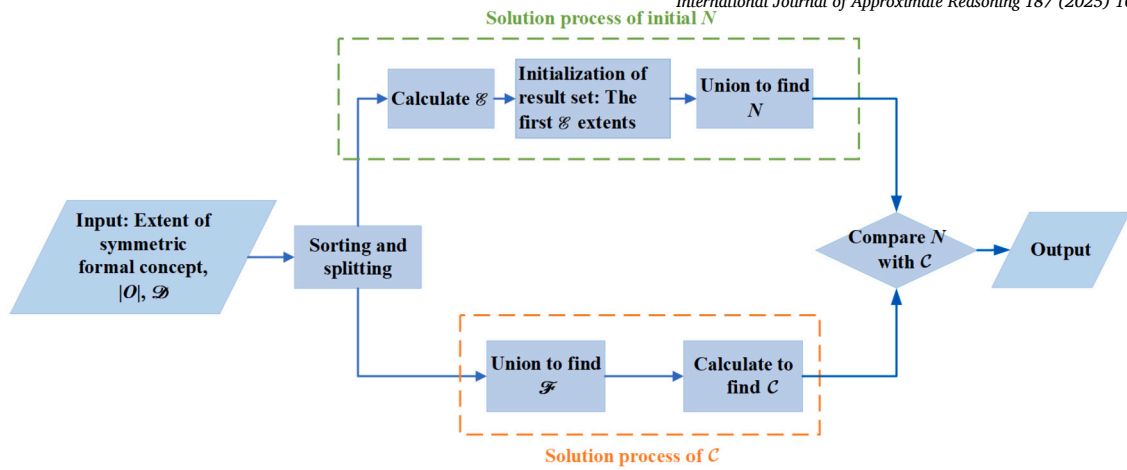 International Journal of Approximate Reasoning 187 (2025) 10
Solution process of initial N
Calculate ℰ
Initialization of
result set: The
first ℰ extents
Union to find
N
Input: Extent of
symmetric
formal concept,
|O|, 𝒟
Sorting and
splitting
Compare N
with 𝒞
Output
Union to find
ℱ
Calculate to
find 𝒞
Solution process of 𝒞